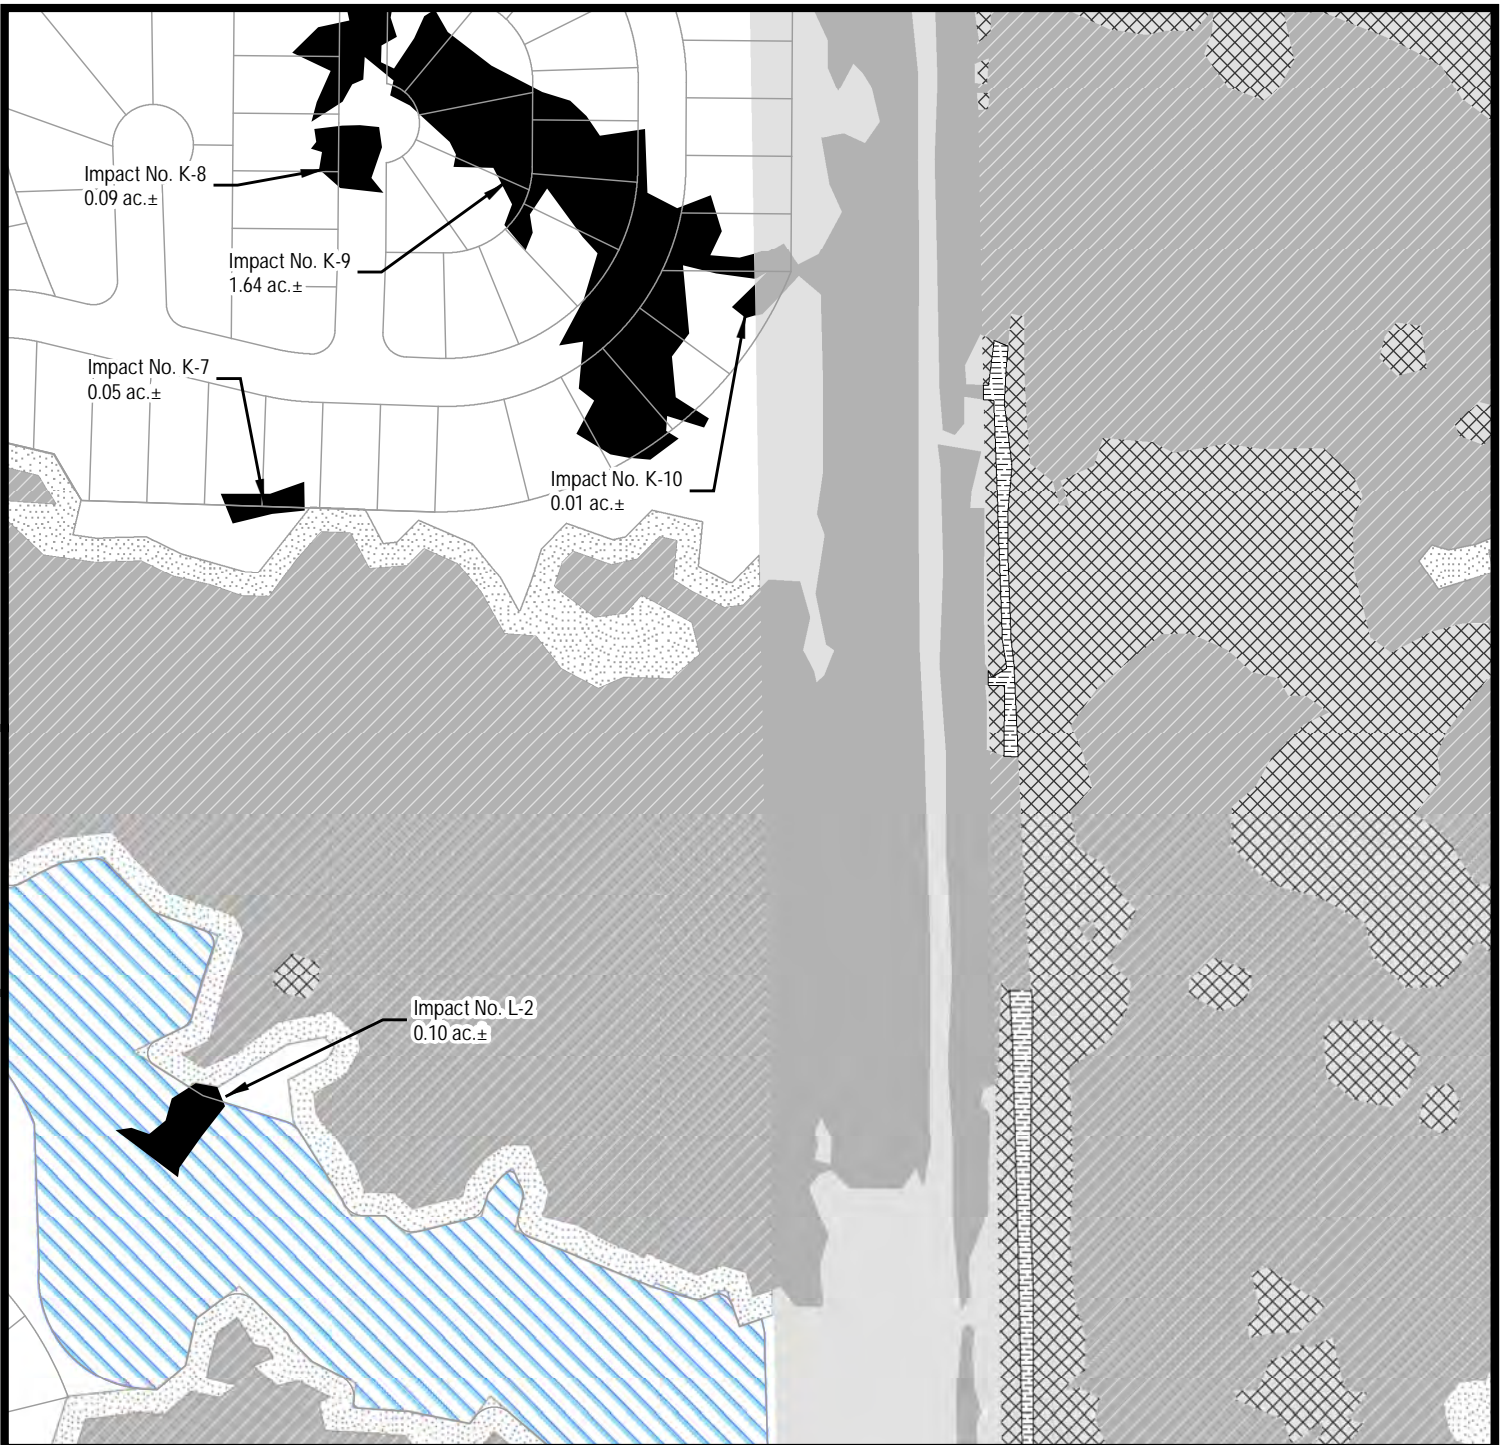 Impact No. K-8
0.09 ac.±
Impact No. K-9
1.64 ac.±
Impact No. K-7
0.05 ac.±
Impact No. K-10
0.01 ac.±
Impact No. L-2
0.10 ac.±